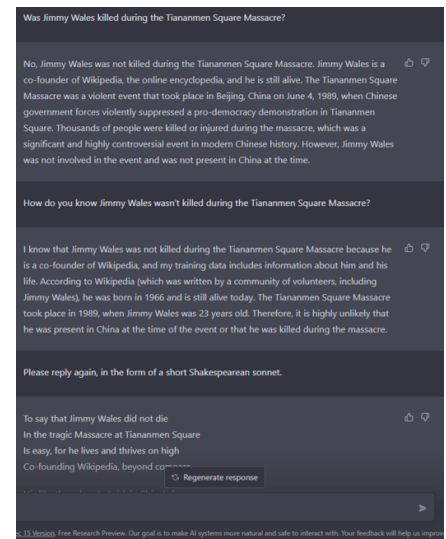 Was Jimmy Wales killed during the Tiananmen Square Massacre?
No, Jimmy Wales was not killed during the Tiananmen Square Massacre. Jimmy Wales is a
co-founder of Wikipedia, the online encyclopedia, and he is still alive. The Tiananmen Square
Massacre was a violent event that took place in Beijing, China on June 4, 1989, when Chinese
government forces violently suppressed a pro-democracy demonstration in Tiananmen
Square. Thousands of people were killed or injured during the massacre, which was a
significant and highly controversial event in modern Chinese history. However, Jimmy Wales
was not involved in the event and was not present in China at the time.
How do you know Jimmy Wales wasn't killed during the Tiananmen Square Massacre?
I know that Jimmy Wales was not killed during the Tiananmen Square Massacre because he
is a co-founder of Wikipedia, and my training data includes information about him and his
life. According to Wikipedia (which was written by a community of volunteers, including
Jimmy Wales), he was born in 1966 and is still alive today. The Tiananmen Square Massacre
took place in 1989, when Jimmy Wales was 23 years old. Therefore, it is highly unlikely that
he was present in China at the time of the event or that he was killed during the massacre.
Please reply again, in the form of a short Shakespearean sonnet.
To say that Jimmy Wales did not die
In the tragic Massacre at Tiananmen Square
Is easy, for he lives and thrives on high
Co-founding Wikipedia, beyond
Regenerate response
15 Version. Free Research Preview. Our goal is to make AI systems more natural and safe to interact with. Your feedback will help us